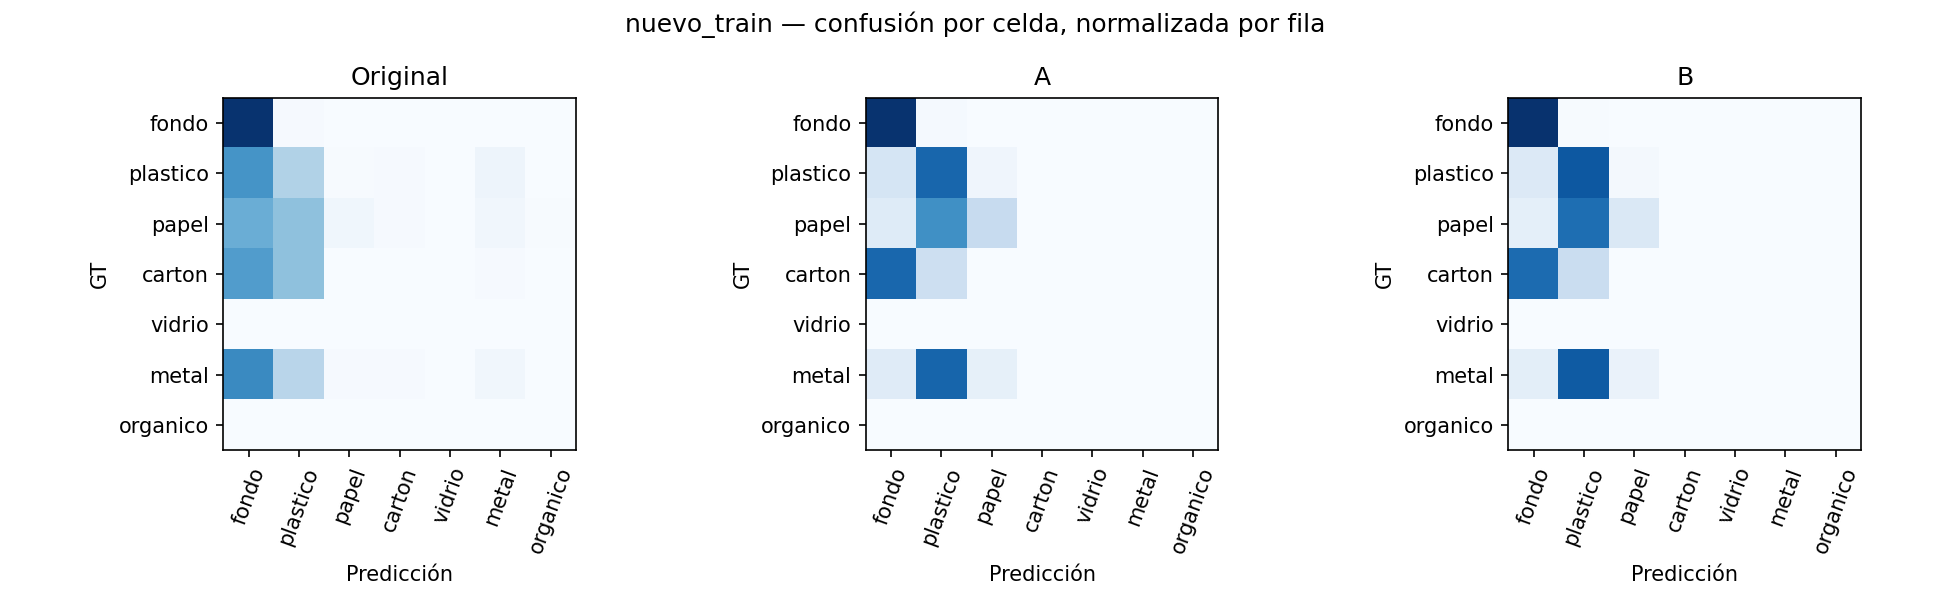 nuevo_train — confusión por celda, normalizada por fila
Original
GT
fondo
plastico
papel
carton
vidrio
metal
organico
fondo
plastico
papel
carton
vidrio
metal
organico
Predicción
A
GT
fondo
plastico
papel
carton
vidrio
metal
organico
fondo
plastico
papel
carton
vidrio
metal
organico
Predicción
B
GT
fondo
plastico
papel
carton
vidrio
metal
organico
fondo
plastico
papel
carton
vidrio
metal
organico
Predicción